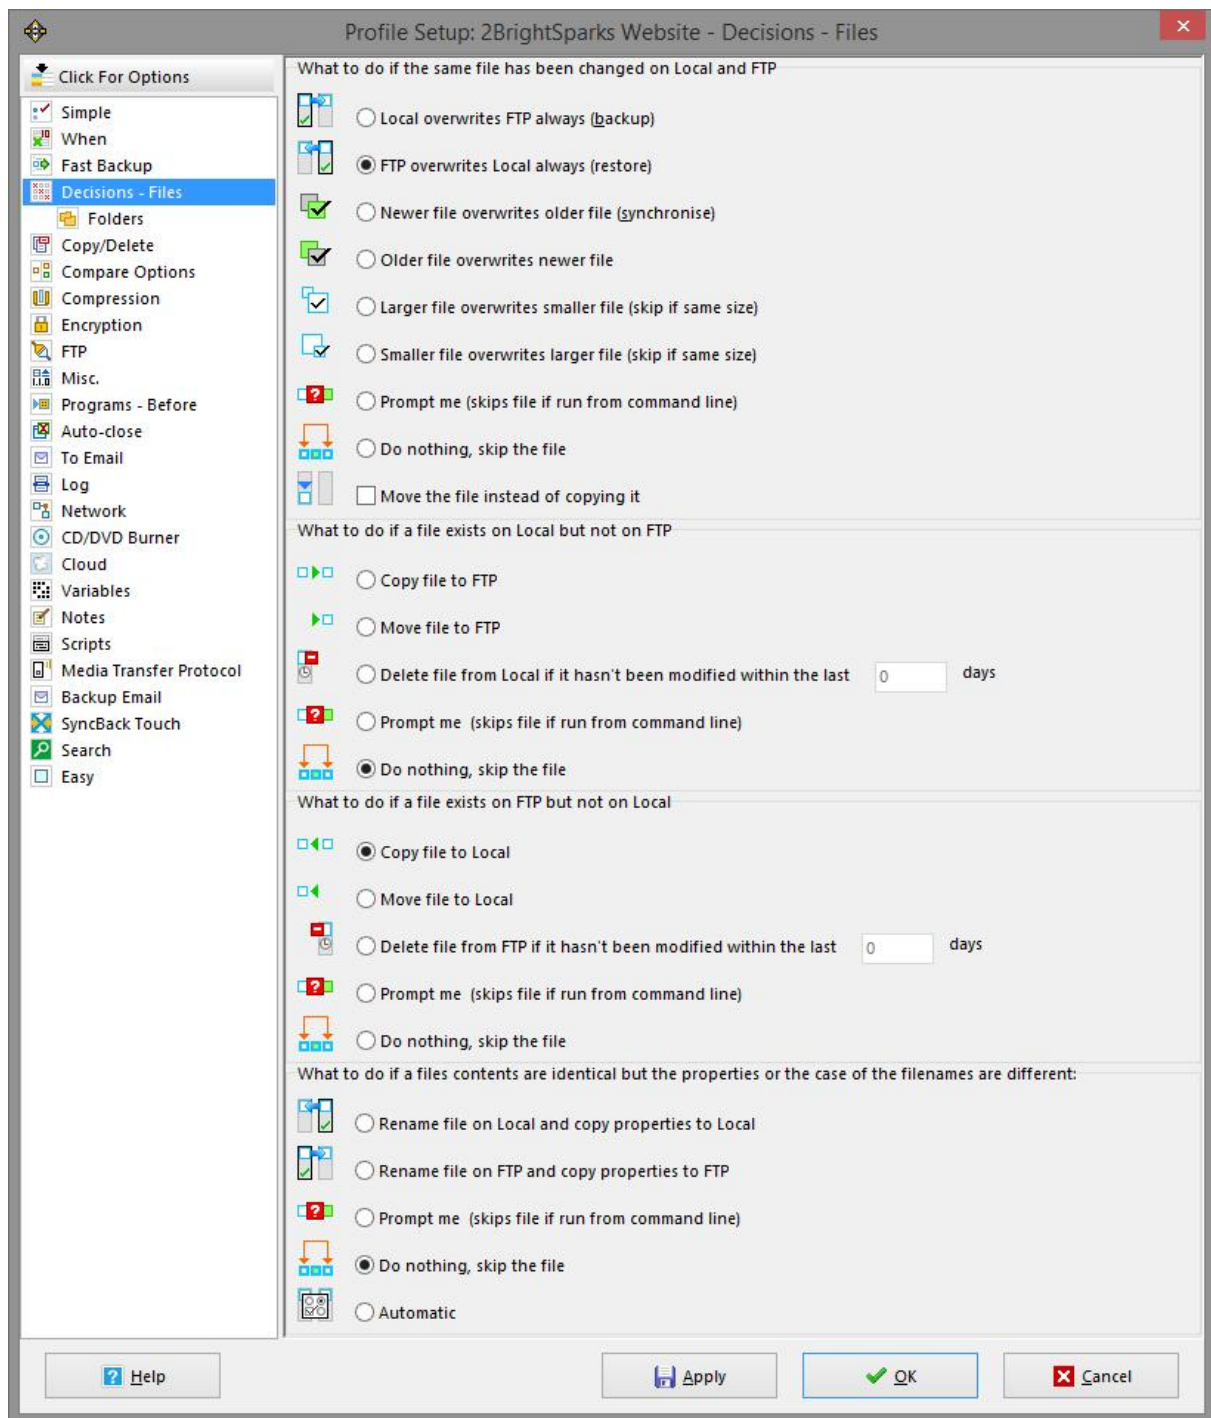 Profile Setup: 2BrightSparks Website - Decisions - Files
Click For Options
Simple
When
Fast Backup
Decisions - Files
Folders
Copy/Delete
Compare Options
Compression
Encryption
FTP
Misc.
Programs - Before
Auto-close
To Email
Log
Network
CD/DVD Burner
Cloud
Variables
Notes
Scripts
Media Transfer Protocol
Backup Email
SyncBack Touch
Search
Easy
What to do if the same file has been changed on Local and FTP
Local overwrites FTP always (backup)
FTP overwrites Local always (restore)
Newer file overwrites older file (synchronise)
Older file overwrites newer file
Larger file overwrites smaller file (skip if same size)
Smaller file overwrites larger file (skip if same size)
Prompt me (skips file if run from command line)
Do nothing, skip the file
Move the file instead of copying it
What to do if a file exists on Local but not on FTP
Copy file to FTP
Move file to FTP
Delete file from Local if it hasn't been modified within the last 0 days
Prompt me (skips file if run from command line)
Do nothing, skip the file
What to do if a file exists on FTP but not on Local
Copy file to Local
Move file to Local
Delete file from FTP if it hasn't been modified within the last 0 days
Prompt me (skips file if run from command line)
Do nothing, skip the file
What to do if a files contents are identical but the properties or the case of the filenames are different:
Rename file on Local and copy properties to Local
Rename file on FTP and copy properties to FTP
Prompt me (skips file if run from command line)
Do nothing, skip the file
Automatic
Help
Apply
OK
Cancel